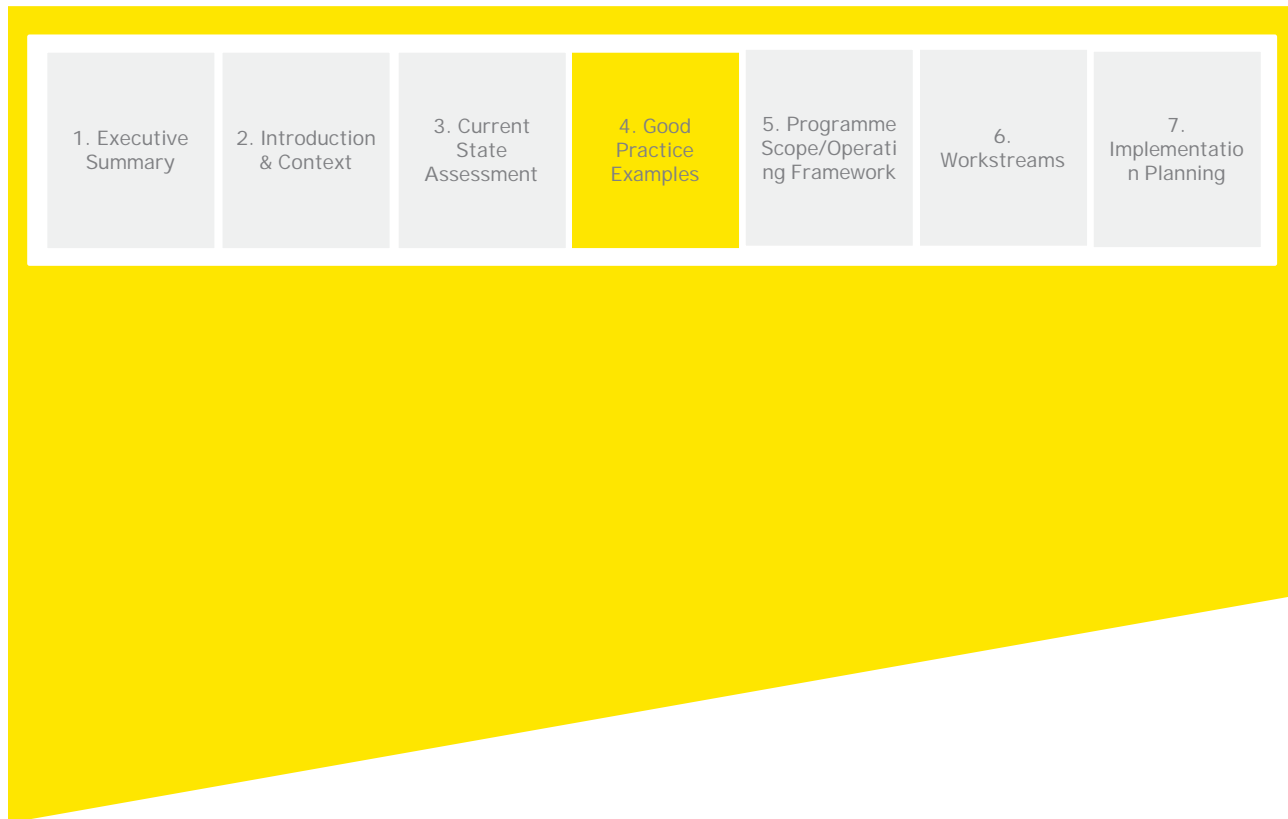 1. Executive
Summary
2. Introduction
& Context
3. Current
State
Assessment
4. Good
Practice
Examples
5. Programme
Scope/Operati
ng Framework
6.
Workstreams
7.
Implementatio
n Planning